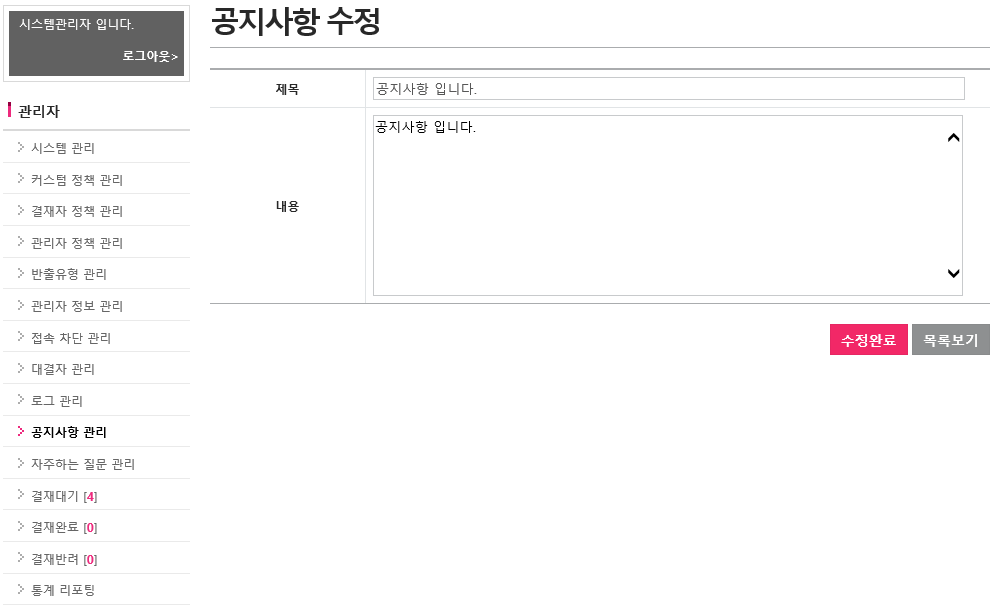 시스템관리자 입니다.
로그아웃>
관리자
시스템 관리
커스텀 정책 관리
결재자 정책 관리
관리자 정책 관리
반출유형 관리
관리자 정보 관리
접속 차단 관리
대결자 관리
로그 관리
공지사항 관리
자주하는 질문 관리
결재대기 [4]
결재완료 [0]
결재반려 [0]
통계 리포팅
공지사항 수정
제목
공지사항 입니다.
내용
공지사항 입니다.
수정완료
목록보기